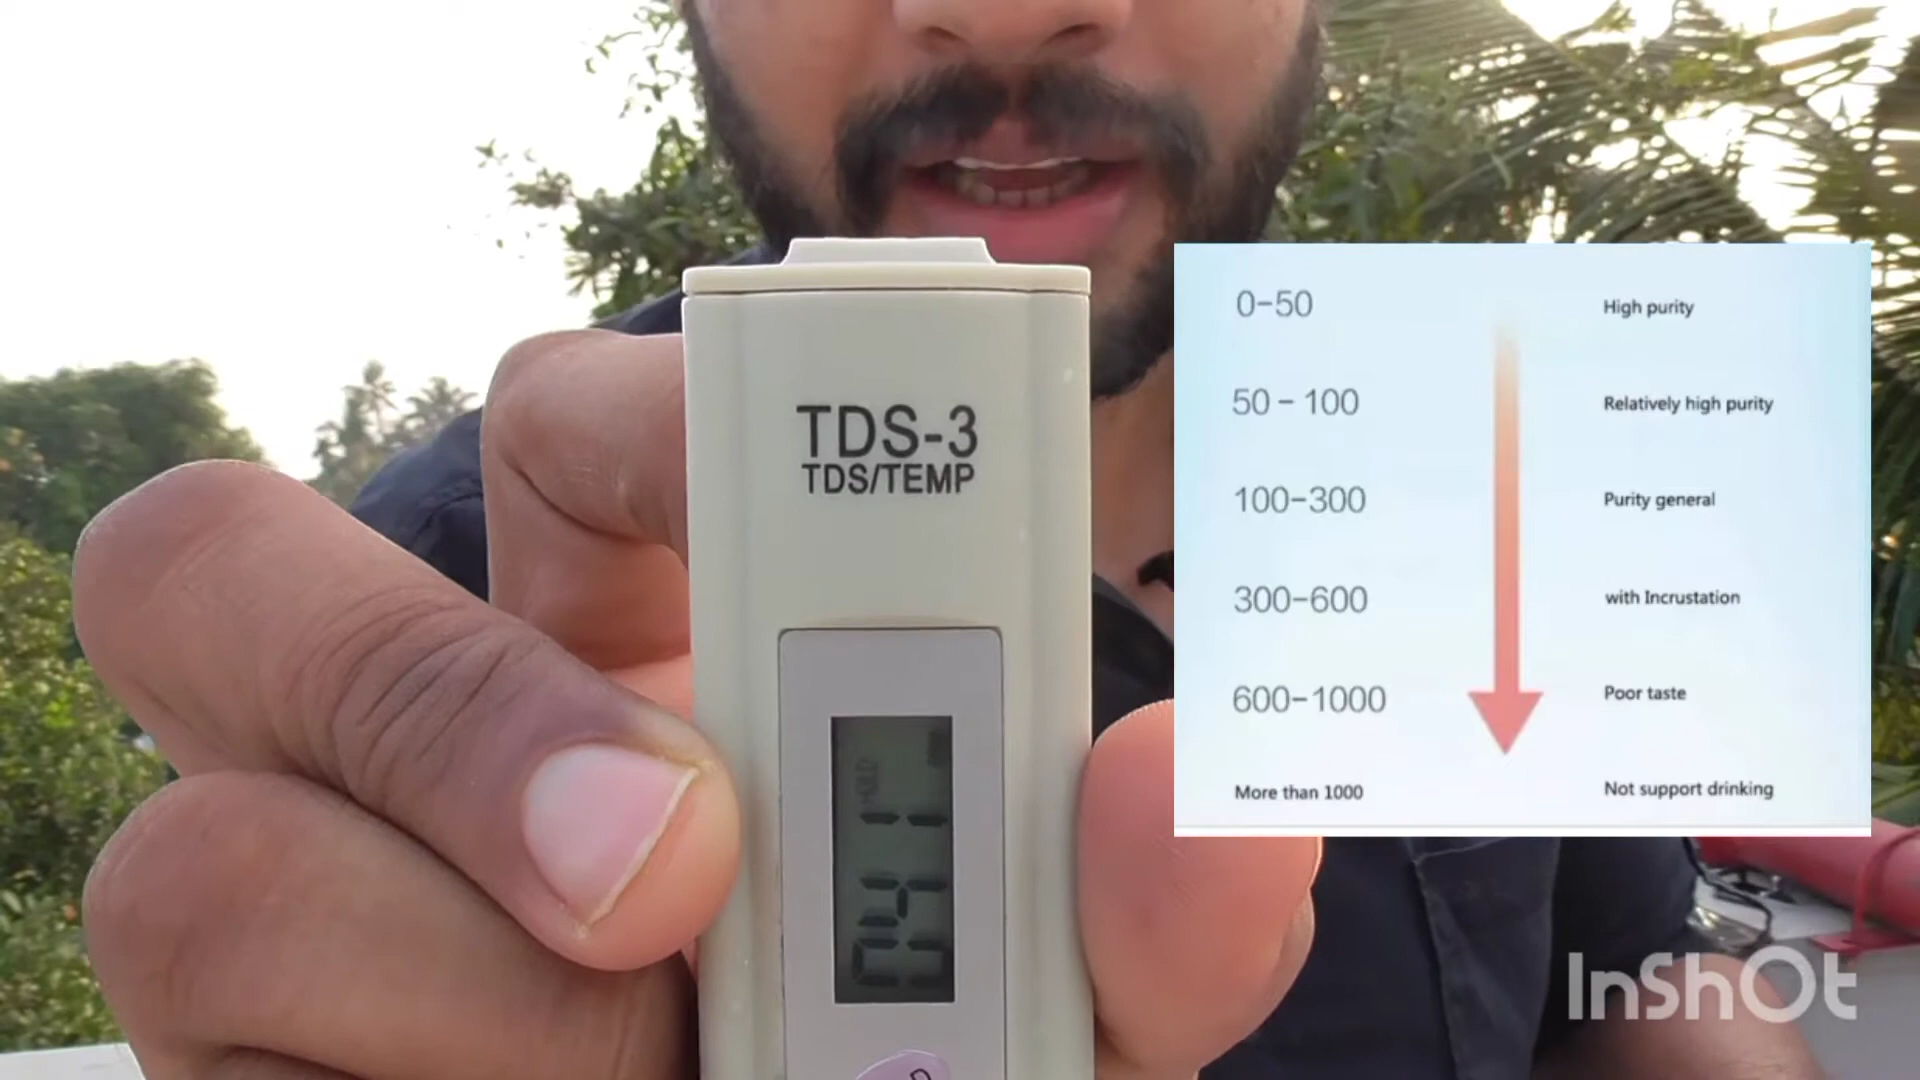 TDS-3
TDS/TEMP
HOLD
0-50 High purity
50-100 Relatively high purity
100-300 Purity general
300-600 with Incrustation
600-1000 Poor taste
More than 1000 Not support drinking
InShOt